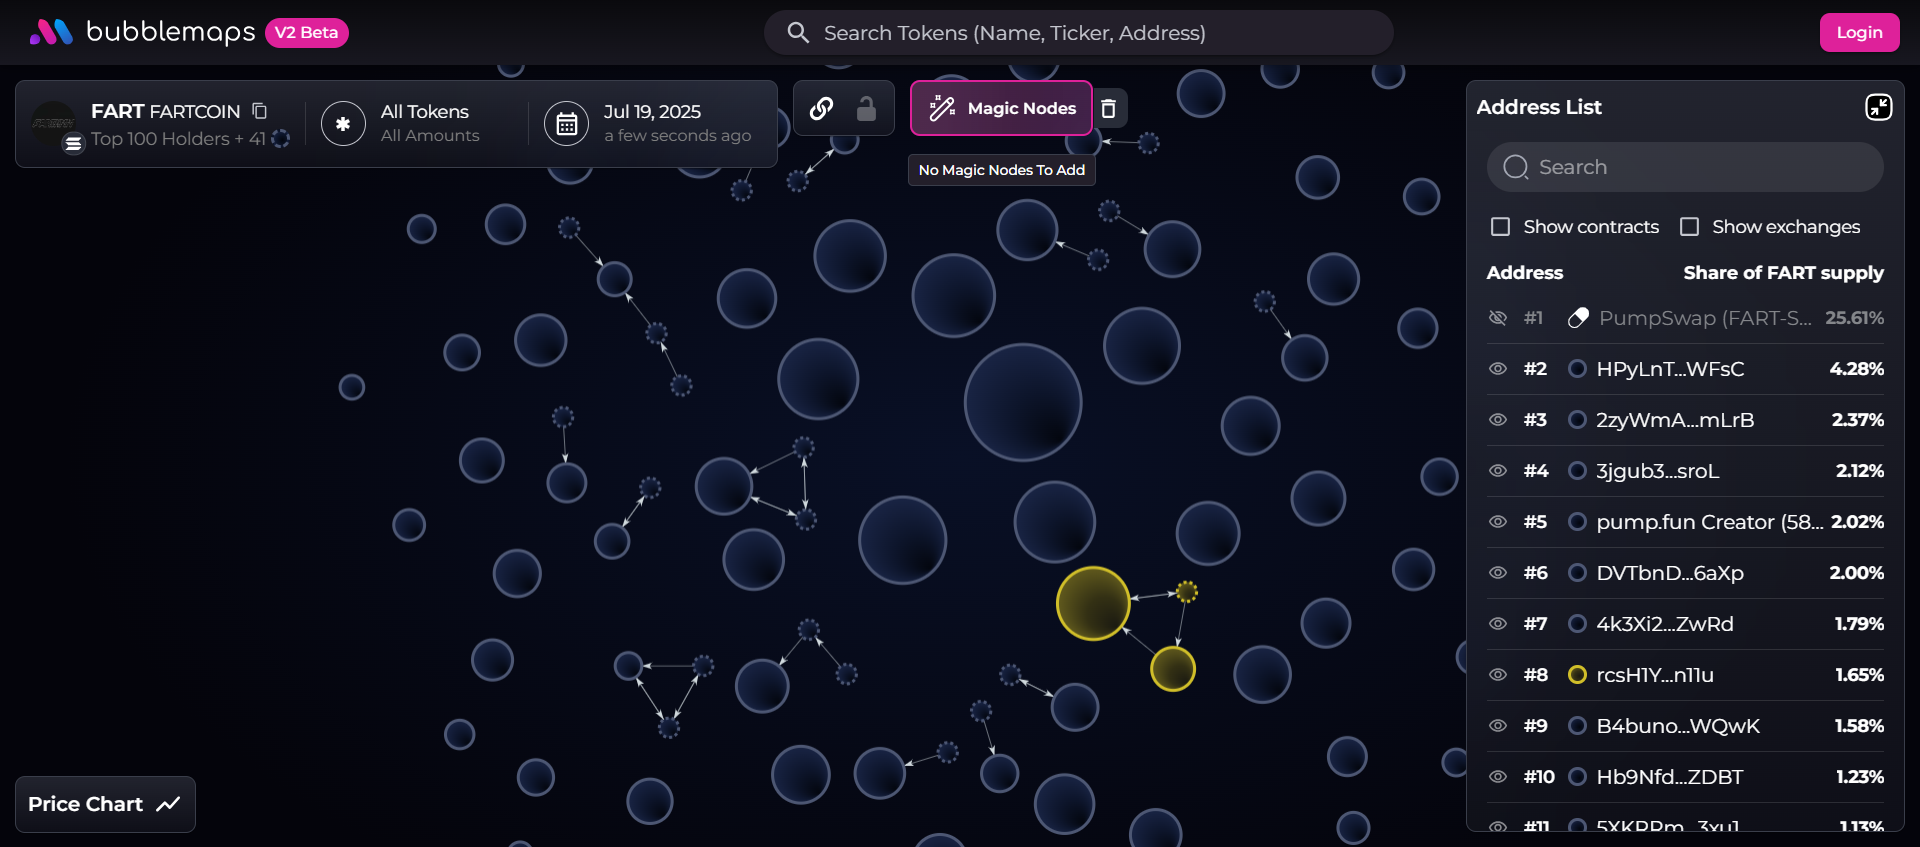 bubblemaps V2 Beta
Search Tokens (Name, Ticker, Address)
Login
FART FARTCOIN
Top 100 Holders + 41
All Tokens
All Amounts
Jul 19, 2025
a few seconds ago
Magic Nodes
No Magic Nodes To Add
Address List
Search
Show contracts Show exchanges
Address Share of FART supply
#1 PumpSwap (FART-S... 25.61%
#2 HPyLnT...WFsC 4.28%
#3 2zyWmA...mLrB 2.37%
#4 3jgub3...sroL 2.12%
#5 pump.fun Creator (58... 2.02%
#6 DVTbnD...6aXp 2.00%
#7 4k3Xi2...ZwRd 1.79%
#8 rcsH1Y...n11u 1.65%
#9 B4buno...WQwK 1.58%
#10 Hb9Nfd...ZDBT 1.23%
#11 1.13%
Price Chart